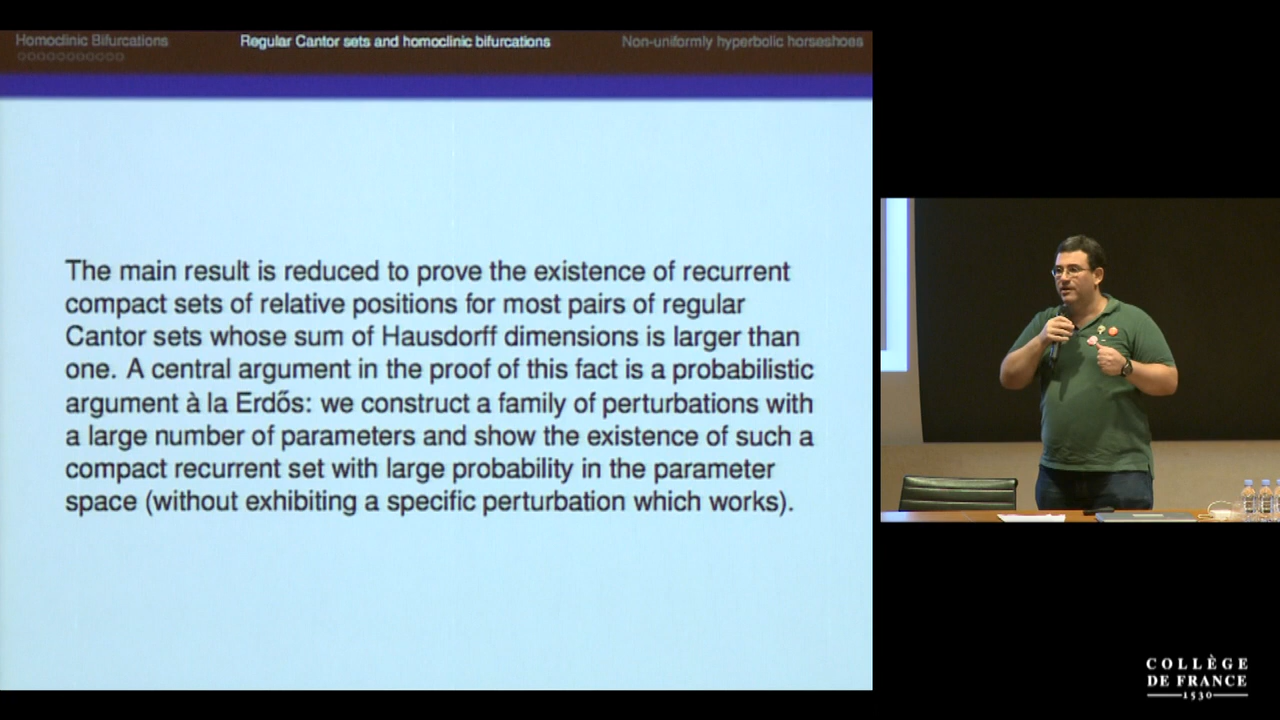 Homoclinic Bifurcations
Regular Cantor sets and homoclinic bifurcations
Non-uniformly hyperbolic horseshoes
The main result is reduced to prove the existence of recurrent
compact sets of relative positions for most pairs of regular
Cantor sets whose sum of Hausdorff dimensions is larger than
one. A central argument in the proof of this fact is a probabilistic
argument à la Erdős: we construct a family of perturbations with
a large number of parameters and show the existence of such a
compact recurrent set with large probability in the parameter
space (without exhibiting a specific perturbation which works).
COLLÈGE
DE FRANCE
1530